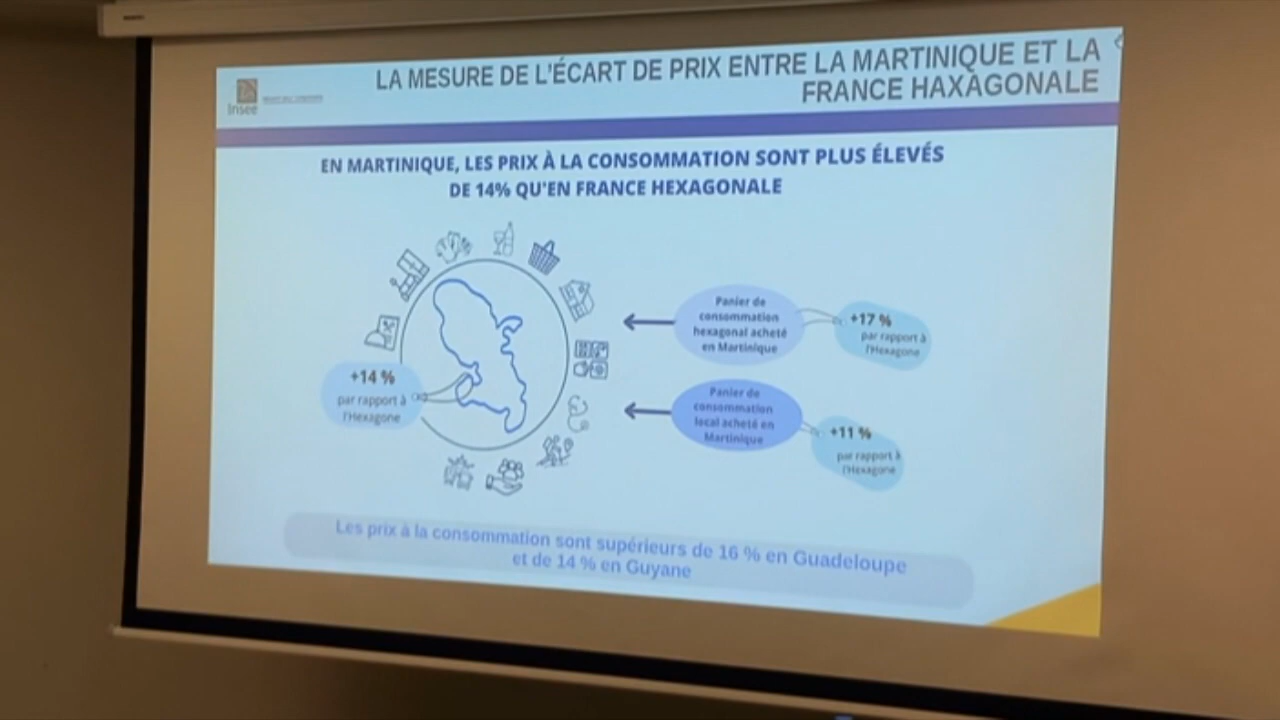 LA MESURE DE L'ÉCART DE PRIX ENTRE LA MARTINIQUE ET LA
FRANCE HAXAGONALE
Insee
EN MARTINIQUE, LES PRIX À LA CONSOMMATION SONT PLUS ÉLEVÉS
DE 14% QU'EN FRANCE HEXAGONALE
+14 %
par rapport à
l'Hexagone
Panier de
consommation
hexagonal acheté
en Martinique
+17 %
par rapport à
l'Hexagone
Panier de
consommation
local acheté en
Martinique
+11 %
par rapport à
l'Hexagone
Les prix à la consommation sont supérieurs de 16 % en Guadeloupe
et de 14 % en Guyane